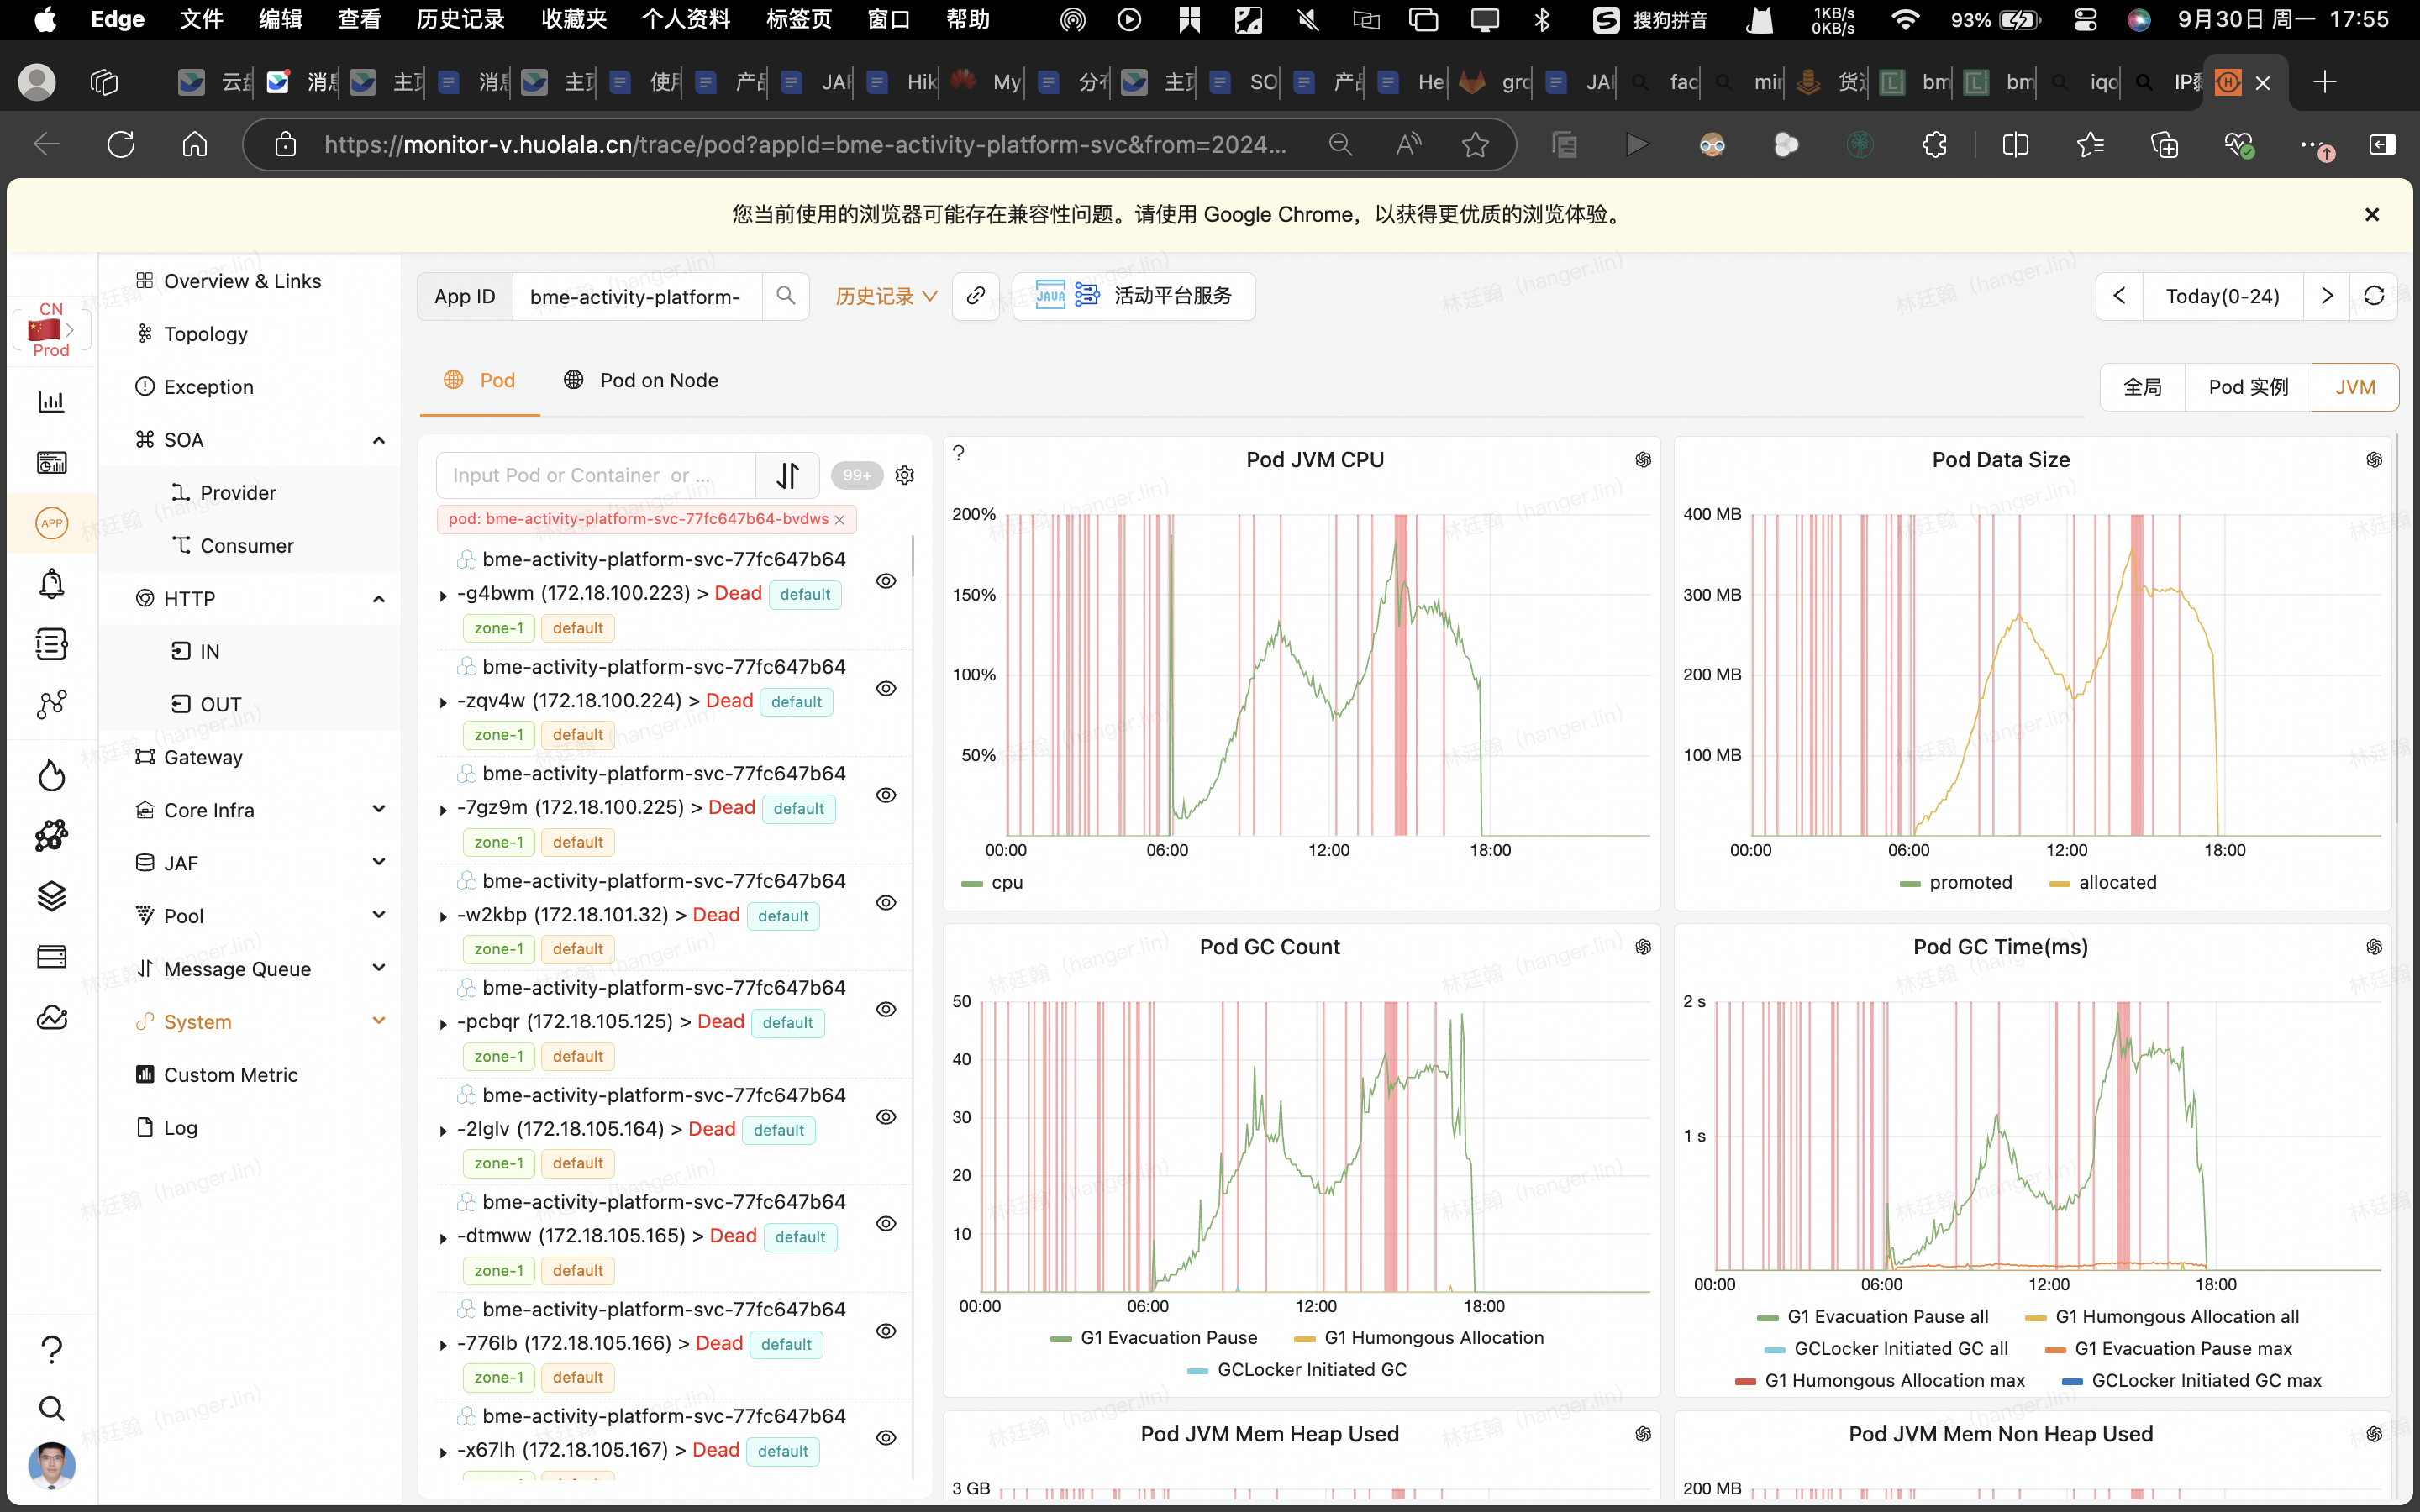 Edge 文件 编辑 查看 历史记录 收藏夹 个人资料 标签页 窗口 帮助 搜狗拼音 1KB/s 0KB/s 93% 9月30日 周一 17:55
云盘 消息 主页 消息 主页 使用 产品 JAF Hik My 分布 主页 SO 产品 He grc JAF fac mir 货运 bm bm iqo IP
https://monitor-v.huolala.cn/trace/pod?appId=bme-activity-platform-svc&from=2024...
您当前使用的浏览器可能存在兼容性问题。请使用 Google Chrome，以获得更优质的浏览体验。
CN
Prod
APP
Overview & Links
Topology
Exception
SOA
Provider
Consumer
HTTP
IN
OUT
Gateway
Core Infra
JAF
Pool
Message Queue
System
Custom Metric
Log
App ID bme-activity-platform- 历史记录 JAVA 活动平台服务 Today(0-24)
Pod Pod on Node 全局 Pod 实例 JVM
Input Pod or Container or ... 99+
pod: bme-activity-platform-svc-77fc647b64-bvdws
bme-activity-platform-svc-77fc647b64
-g4bwm (172.18.100.223) > Dead default
zone-1 default
bme-activity-platform-svc-77fc647b64
-zqv4w (172.18.100.224) > Dead default
zone-1 default
bme-activity-platform-svc-77fc647b64
-7gz9m (172.18.100.225) > Dead default
zone-1 default
bme-activity-platform-svc-77fc647b64
-w2kbp (172.18.101.32) > Dead default
zone-1 default
bme-activity-platform-svc-77fc647b64
-pcbqr (172.18.105.125) > Dead default
zone-1 default
bme-activity-platform-svc-77fc647b64
-2lglv (172.18.105.164) > Dead default
zone-1 default
bme-activity-platform-svc-77fc647b64
-dtmww (172.18.105.165) > Dead default
zone-1 default
bme-activity-platform-svc-77fc647b64
-776lb (172.18.105.166) > Dead default
zone-1 default
bme-activity-platform-svc-77fc647b64
-x67lh (172.18.105.167) > Dead default
Pod JVM CPU
200%
150%
100%
50%
00:00 06:00 12:00 18:00
cpu
Pod Data Size
400 MB
300 MB
200 MB
100 MB
00:00 06:00 12:00 18:00
promoted allocated
Pod GC Count
50
40
30
20
10
00:00 06:00 12:00 18:00
G1 Evacuation Pause G1 Humongous Allocation
GCLocker Initiated GC
Pod GC Time(ms)
2 s
1 s
00:00 06:00 12:00 18:00
G1 Evacuation Pause all G1 Humongous Allocation all
GCLocker Initiated GC all G1 Evacuation Pause max
G1 Humongous Allocation max GCLocker Initiated GC max
Pod JVM Mem Heap Used
3 GB
Pod JVM Mem Non Heap Used
200 MB
林廷翰（hanger.lin）